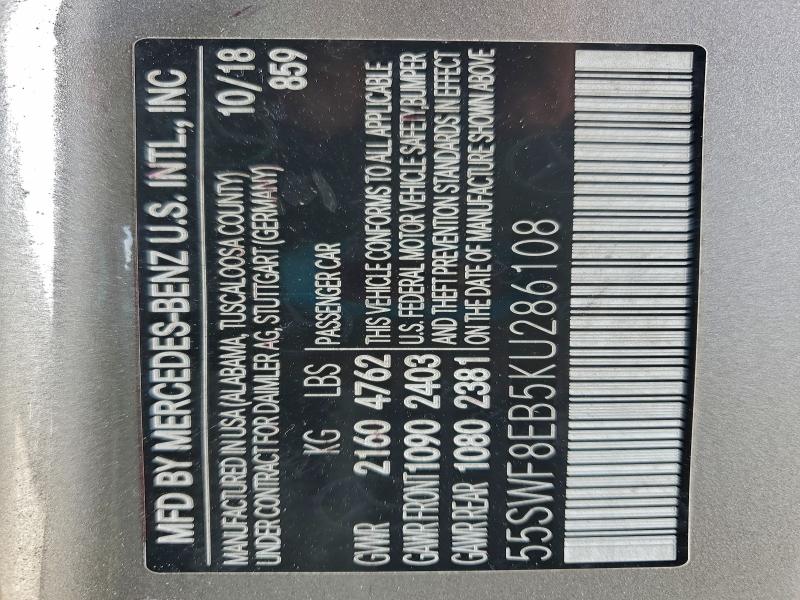 MFD BY MERCEDES-BENZ U.S. INTL., INC
MANUFACTURED IN USA (ALABAMA, TUSCALOOSA COUNTY) 10/18
UNDER CONTRACT FOR DAIMLER AG, STUTTGART (GERMANY) 859
KG LBS PASSENGER CAR
GWR 2160 4762 THIS VEHICLE CONFORMS TO ALL APPLICABLE
GAWR FRONT 1090 2403 U.S. FEDERAL MOTOR VEHICLE SAFETY,BUMPER
AND THEFT PREVENTION STANDARDS IN EFFECT
GAWR REAR 1080 2381 ON THE DATE OF MANUFACTURE SHOWN ABOVE
55SWF8EB5KU286108